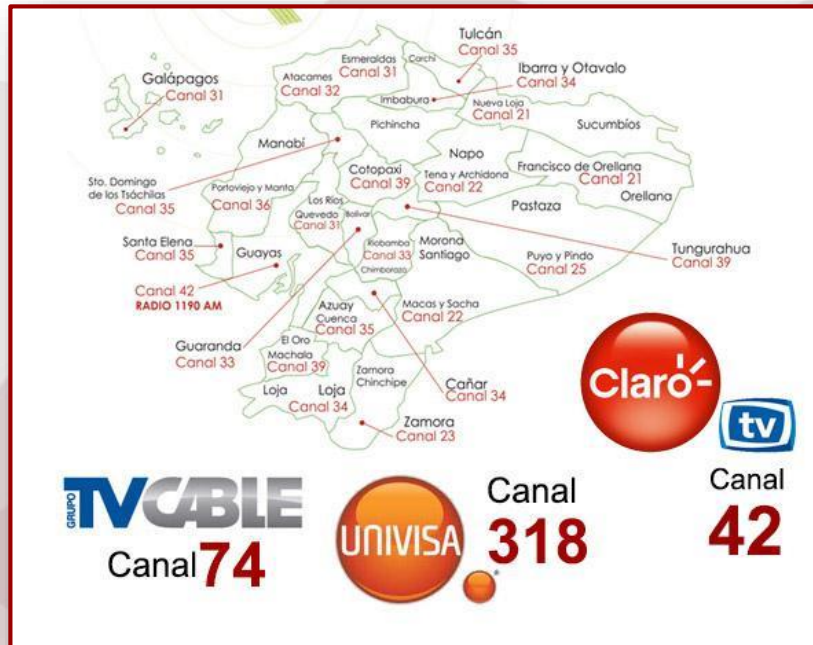 Tulcán
Canal 35
Esmeraldas
Canal 31
Carchi
Ibarra y Otavalo
Canal 34
Galápagos
Canal 31
Atacames
Canal 32
Imbabura
Nueva Loja
Canal 21
Sucumbíos
Pichincha
Manabí
Napo
Cotopaxi
Canal 39
Tena y Archidona
Canal 22
Francisco de Orellana
Canal 21
Orellana
Sto. Domingo
de los Tsáchilas
Canal 35
Portoviejo y Manta
Canal 36
Los Ríos
Quevedo
Canal 31
Bolívar
Pastaza
Santa Elena
Canal 35
Guayas
Riobamba
Canal 33
Chimborazo
Morona
Santiago
Puyo y Pindo
Canal 25
Tungurahua
Canal 39
Canal 42
RADIO 1190 AM
Azuay
Cuenca
Canal 35
Macas y Sacha
Canal 22
Guaranda
Canal 33
El Oro
Machala
Canal 39
Zamora
Chinchipe
Cañar
Canal 34
Loja
Loja
Canal 34
Zamora
Canal 23
Claro
tv
GRUPO
TVCABLE
Canal 74
UNIVISA
Canal
318
Canal
42